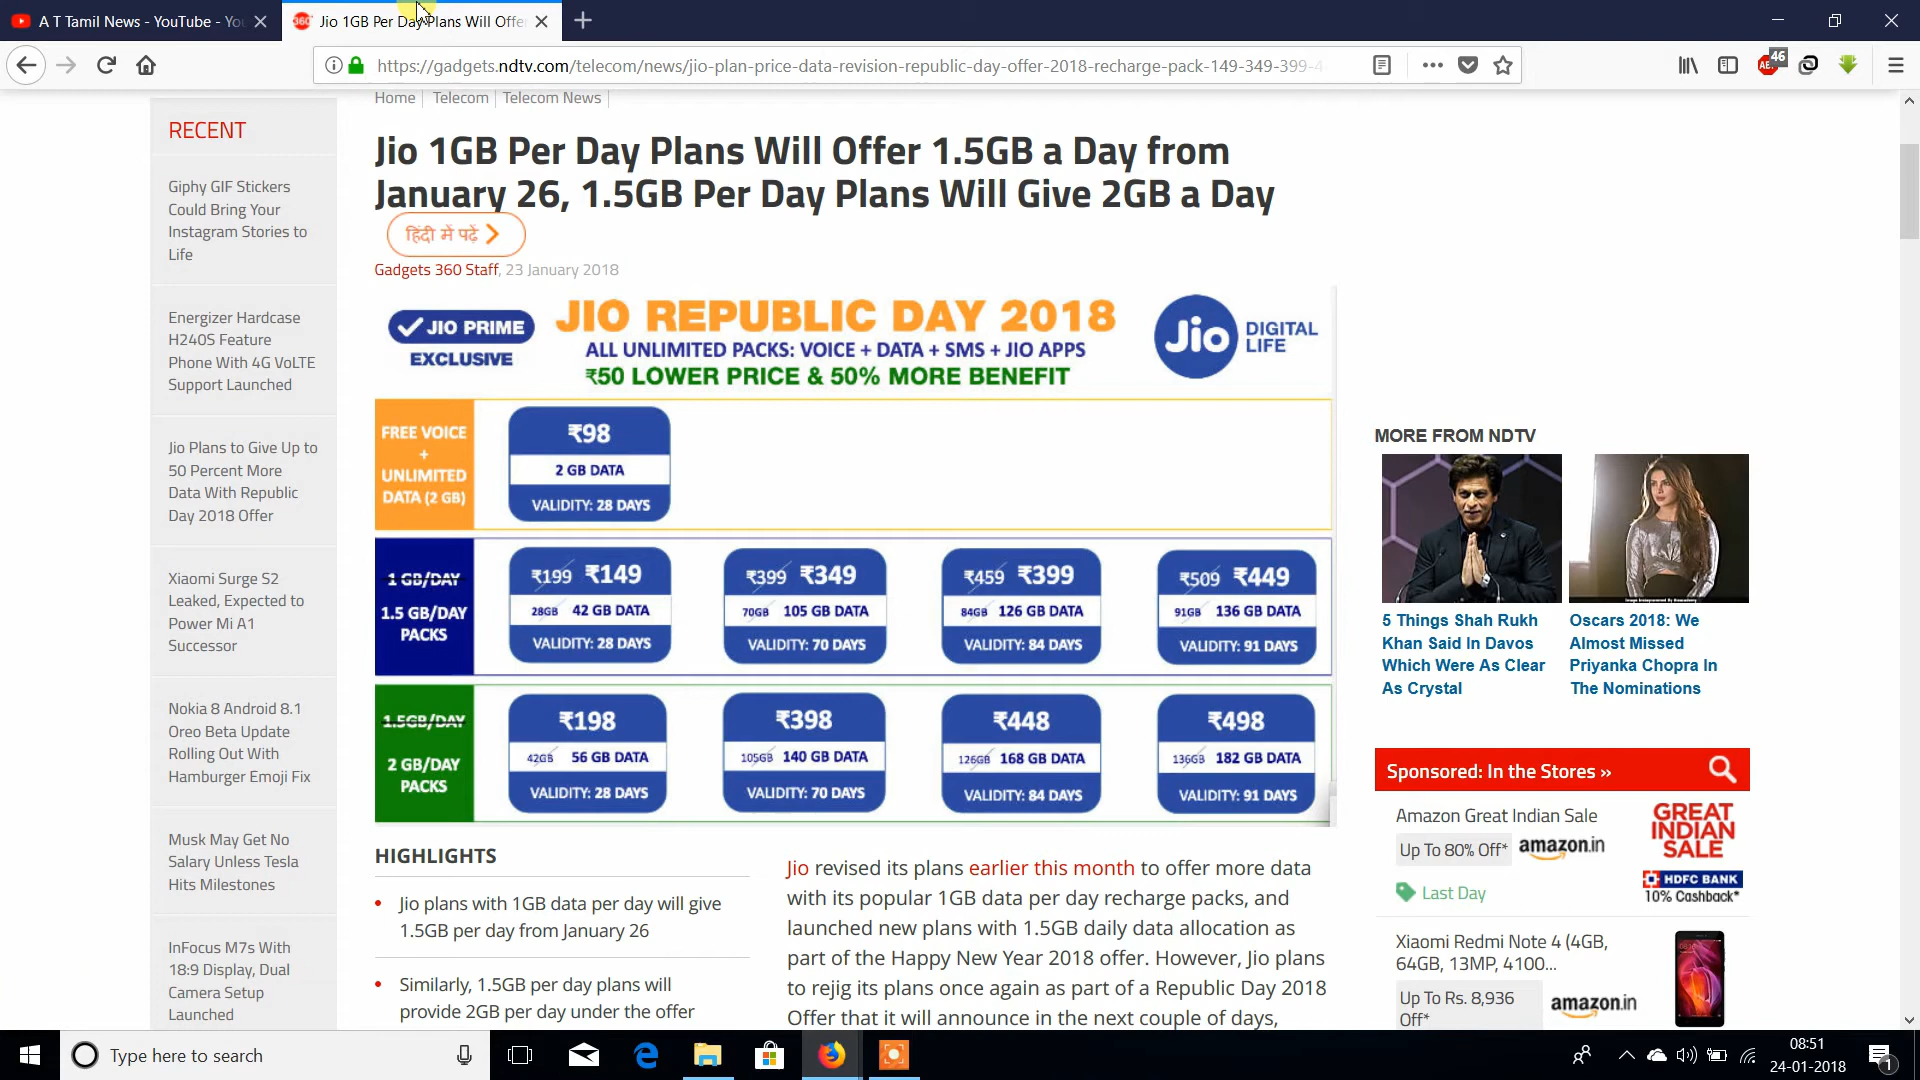 A T Tamil News - YouTube - Yo
Jio 1GB Per Day Plans Will Offe
https://gadgets.ndtv.com/telecom/news/jio-plan-price-data-revision-republic-day-offer-2018-recharge-pack-149-349-399-4
46
Home | Telecom | Telecom News |
RECENT
Giphy GIF Stickers
Could Bring Your
Instagram Stories to
Life
Energizer Hardcase
H240S Feature
Phone With 4G VoLTE
Support Launched
Jio Plans to Give Up to
50 Percent More
Data With Republic
Day 2018 Offer
Xiaomi Surge S2
Leaked, Expected to
Power Mi A1
Successor
Nokia 8 Android 8.1
Oreo Beta Update
Rolling Out With
Hamburger Emoji Fix
Musk May Get No
Salary Unless Tesla
Hits Milestones
InFocus M7s With
18:9 Display, Dual
Camera Setup
Launched
Jio 1GB Per Day Plans Will Offer 1.5GB a Day from
January 26, 1.5GB Per Day Plans Will Give 2GB a Day
हिंदी में पढ़ें
Gadgets 360 Staff, 23 January 2018
JIO PRIME
EXCLUSIVE
JIO REPUBLIC DAY 2018
ALL UNLIMITED PACKS: VOICE + DATA + SMS + JIO APPS
₹50 LOWER PRICE & 50% MORE BENEFIT
Jio DIGITAL
LIFE
FREE VOICE
+
UNLIMITED
DATA (2 GB)
₹98
2 GB DATA
VALIDITY: 28 DAYS
1 GB/DAY
1.5 GB/DAY
PACKS
₹199 ₹149
28GB 42 GB DATA
VALIDITY: 28 DAYS
₹399 ₹349
70GB 105 GB DATA
VALIDITY: 70 DAYS
₹459 ₹399
84GB 126 GB DATA
VALIDITY: 84 DAYS
₹509 ₹449
91GB 136 GB DATA
VALIDITY: 91 DAYS
1.5GB/DAY
2 GB/DAY
PACKS
₹198
42GB 56 GB DATA
VALIDITY: 28 DAYS
₹398
105GB 140 GB DATA
VALIDITY: 70 DAYS
₹448
126GB 168 GB DATA
VALIDITY: 84 DAYS
₹498
136GB 182 GB DATA
VALIDITY: 91 DAYS
HIGHLIGHTS
• Jio plans with 1GB data per day will give
1.5GB per day from January 26
• Similarly, 1.5GB per day plans will
provide 2GB per day under the offer
Jio revised its plans earlier this month to offer more data
with its popular 1GB data per day recharge packs, and
launched new plans with 1.5GB daily data allocation as
part of the Happy New Year 2018 offer. However, Jio plans
to rejig its plans once again as part of a Republic Day 2018
Offer that it will announce in the next couple of days,
MORE FROM NDTV
5 Things Shah Rukh
Khan Said In Davos
Which Were As Clear
As Crystal
Oscars 2018: We
Almost Missed
Priyanka Chopra In
The Nominations
Sponsored: In the Stores »
Amazon Great Indian Sale
Up To 80% Off* amazon.in
Last Day
GREAT
INDIAN
SALE
HDFC BANK
10% Cashback*
Xiaomi Redmi Note 4 (4GB,
64GB, 13MP, 4100...
Up To Rs. 8,936
Off*
amazon.in
Type here to search
08:51
24-01-2018
1